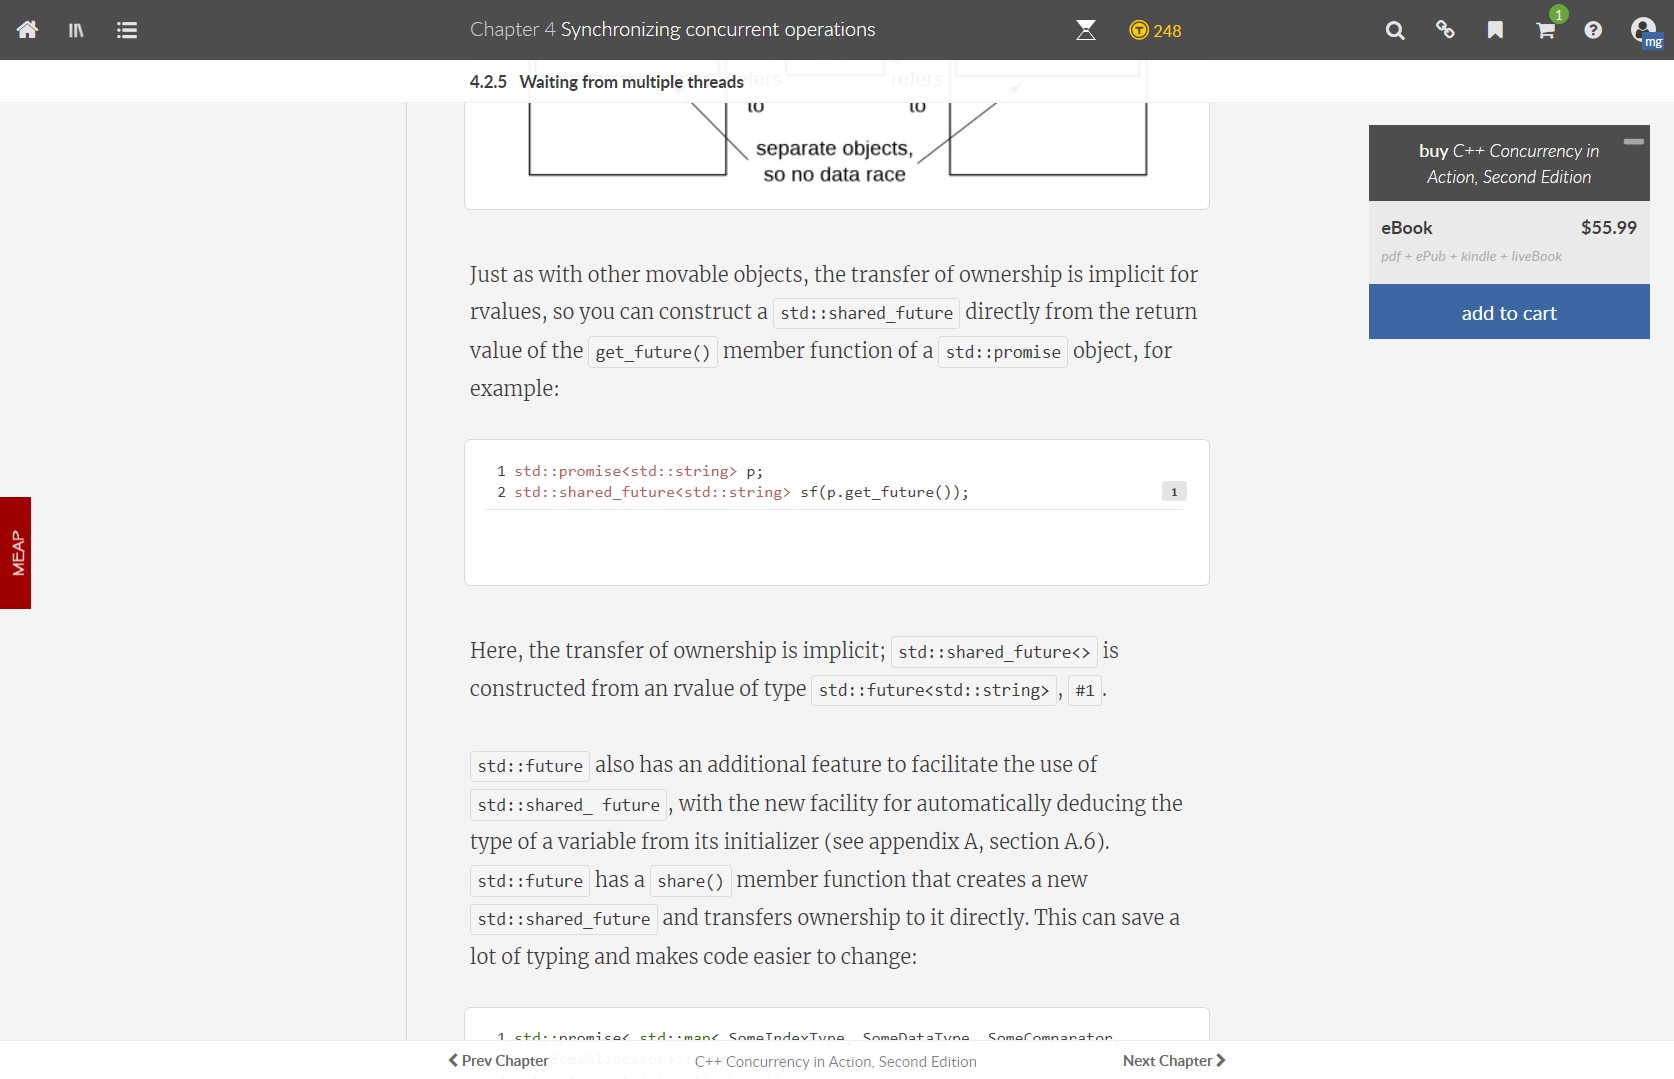 Chapter 4 Synchronizing concurrent operations
248
1
mg
4.2.5 Waiting from multiple threads
refers
to
to
separate objects,
so no data race
buy C++ Concurrency in
Action, Second Edition
eBook $55.99
pdf + ePub + kindle + liveBook
add to cart
Just as with other movable objects, the transfer of ownership is implicit for
rvalues, so you can construct a std::shared_future directly from the return
value of the get_future() member function of a std::promise object, for
example:
1 std::promise<std::string> p;
2 std::shared_future<std::string> sf(p.get_future());
1
MEAP
Here, the transfer of ownership is implicit; std::shared_future<> is
constructed from an rvalue of type std::future<std::string> , #1 .
std::future also has an additional feature to facilitate the use of
std::shared_ future , with the new facility for automatically deducing the
type of a variable from its initializer (see appendix A, section A.6).
std::future has a share() member function that creates a new
std::shared_future and transfers ownership to it directly. This can save a
lot of typing and makes code easier to change:
1 std::promise< std::map< SomeIndexType, SomeDataType, SomeComparator,
SomeAllocator>::
Prev Chapter
C++ Concurrency in Action, Second Edition
Next Chapter